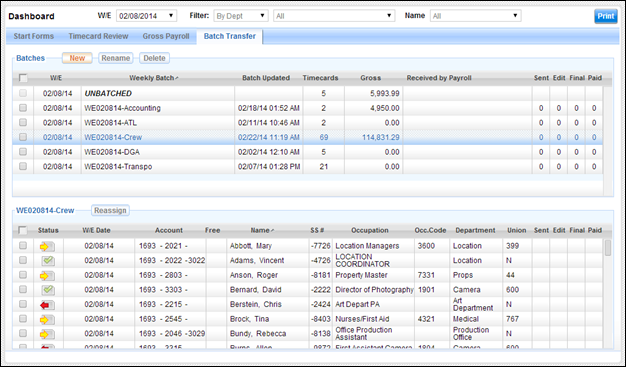 Dashboard W/E 02/08/2014 Filter: By Dept All Name All Print
Start Forms Timecard Review Gross Payroll Batch Transfer
Batches New Rename Delete
W/E Weekly Batch Batch Updated Timecards Gross Received by Payroll Sent Edit Final Paid
02/08/14 UNBATCHED 5 5,993.99
02/08/14 WE020814-Accounting 02/18/14 01:52 AM 2 4,950.00 0 0 0 0
02/08/14 WE020814-ATL 02/11/14 10:46 AM 2 0.00 0 0 0 0
02/08/14 WE020814-Crew 02/22/14 11:19 AM 69 114,831.29 0 0 0 0
02/08/14 WE020814-DGA 02/02/14 12:10 AM 5 0.00 0 0 0 0
02/08/14 WE020814-Transpo 02/07/14 01:28 PM 21 0.00 0 0 0 0
WE020814-Crew Reassign
Status W/E Date Account Free Name SS # Occupation Occ.Code Department Union Sent Edit Final Paid
02/08/14 1693 - 2021 - Abbott, Mary -7726 Location Managers 3600 Location 399
02/08/14 1693 - 2022 -3022 Adams, Vincent -4726 LOCATION COORDINATOR Location N
02/08/14 1693 - 2803 - Anson, Roger -8181 Property Master 7331 Props 44
02/08/14 1693 - 3303 - Bernard, David -2222 Director of Photography 1901 Camera 600
02/08/14 1693 - 2215 - Berstein, Chris -2424 Art Depart PA Art Department N
02/08/14 1693 - 2545 - Brock, Tina -8403 Nurses/First Aid 4321 Medical 767
02/08/14 1693 - 2046 -3029 Bundy, Rebecca -8138 Office Production Assistant Production Office N
02/08/14 1693 - 3315 Burns, Allen -9872 First Assistant Camera 1804 Camera 600